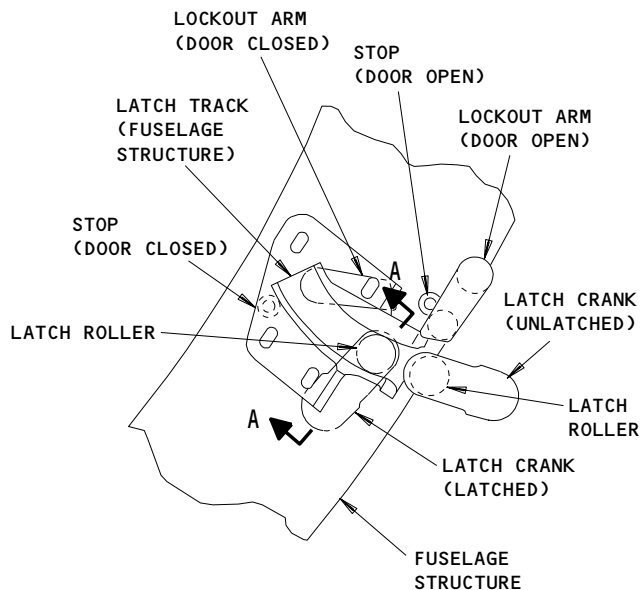 LOCKOUT ARM
(DOOR CLOSED)
STOP
(DOOR OPEN)
LATCH TRACK
(FUSELAGE
STRUCTURE)
LOCKOUT ARM
(DOOR OPEN)
STOP
(DOOR CLOSED)
A
LATCH CRANK
(UNLATCHED)
LATCH ROLLER
LATCH
ROLLER
A
LATCH CRANK
(LATCHED)
FUSELAGE
STRUCTURE